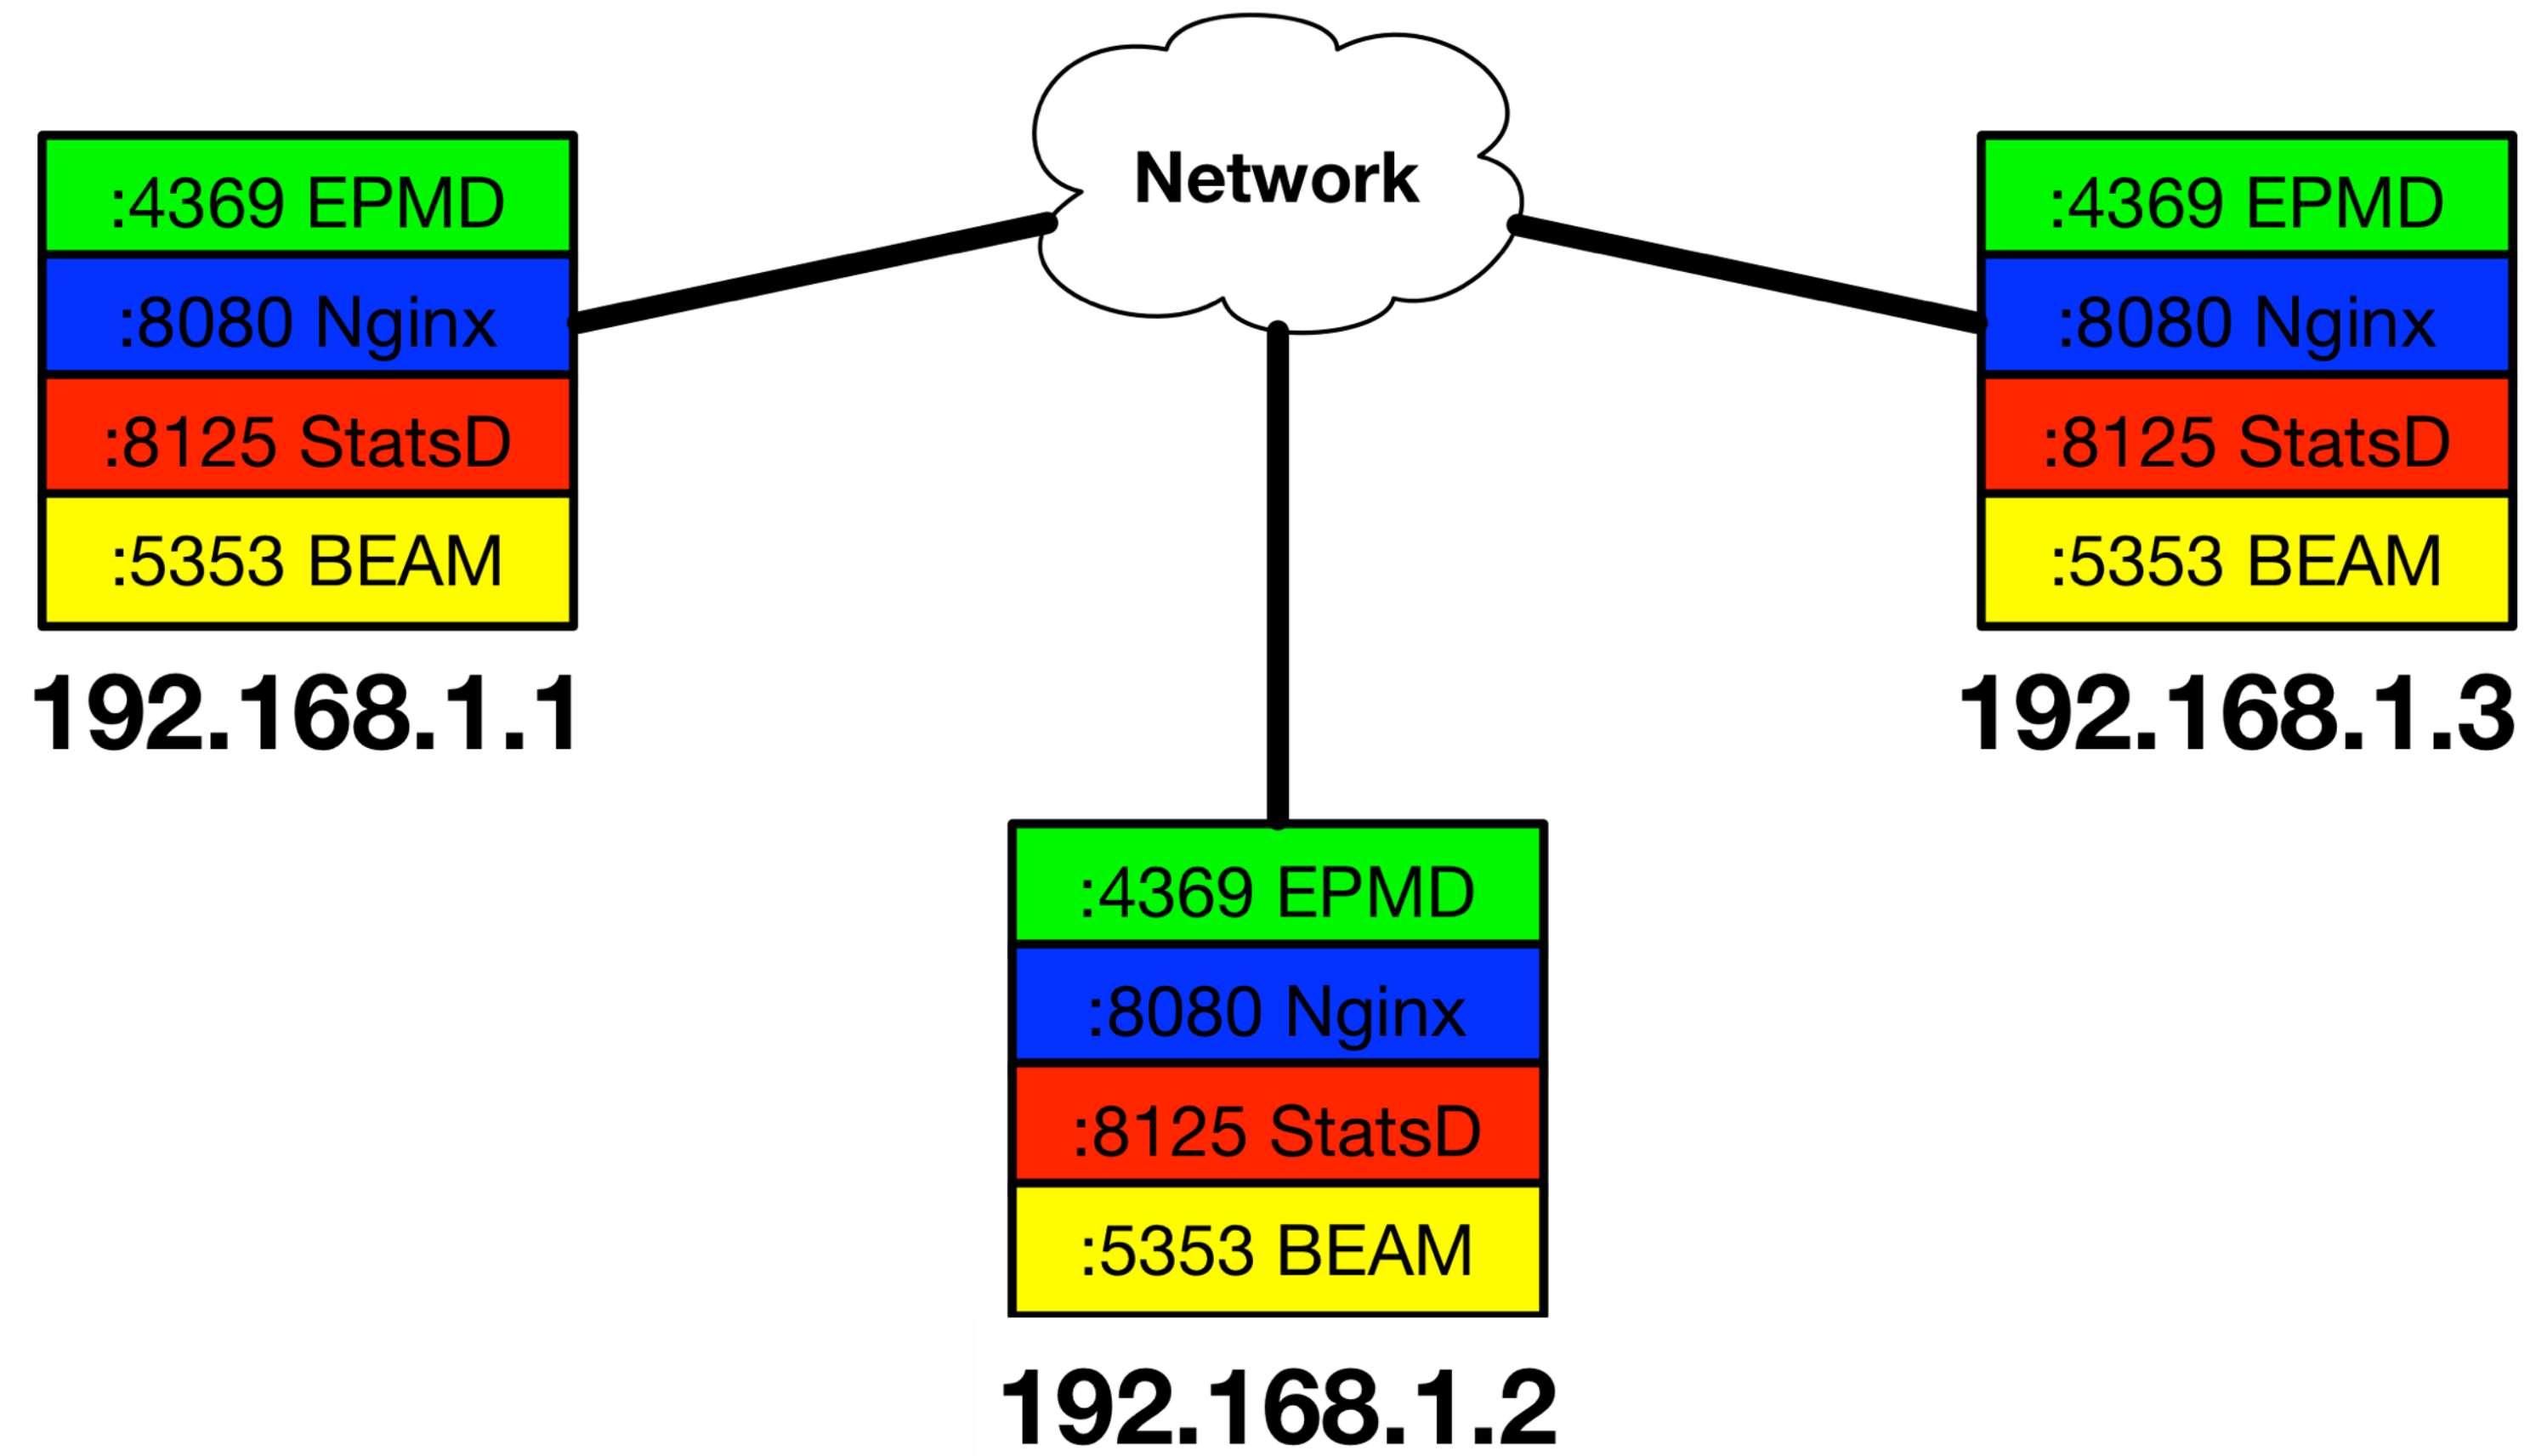 Network
:4369 EPMD
:8080 Nginx
:8125 StatsD
:5353 BEAM
192.168.1.1
:4369 EPMD
:8080 Nginx
:8125 StatsD
:5353 BEAM
192.168.1.3
:4369 EPMD
:8080 Nginx
:8125 StatsD
:5353 BEAM
192.168.1.2